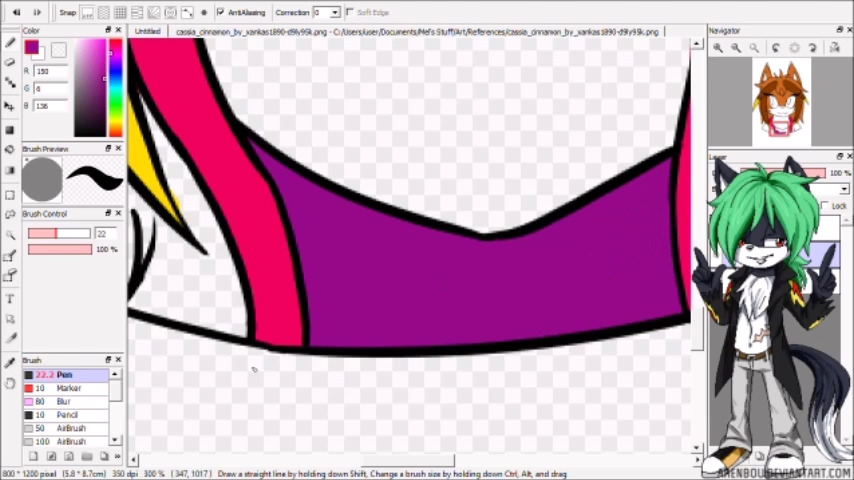 Snap
AntiAliasing
Correction 0
Soft Edge
Color
Untitled
cassia_cinnamon_by_xankas1890-d9ly95k.png - C:/Users/user/Documents/Mel's Stuff/Art/References/cassia_cinnamon_by_xankas1890-d9ly95k.png
Navigator
R 150
G 6
B 136
Brush Preview
Layer
100 %
Lock
Brush Control
22
100 %
Brush
22.2 Pen
10 Marker
80 Blur
10 Pencil
50 AirBrush
100 AirBrush
800 * 1200 pixel (5.8 * 8.7cm) 350 dpi 300 % ( 347, 1017 ) Draw a straight line by holding down Shift, Change a brush size by holding down Ctrl, Alt, and drag
ARENBOU.DEVIANTART.COM